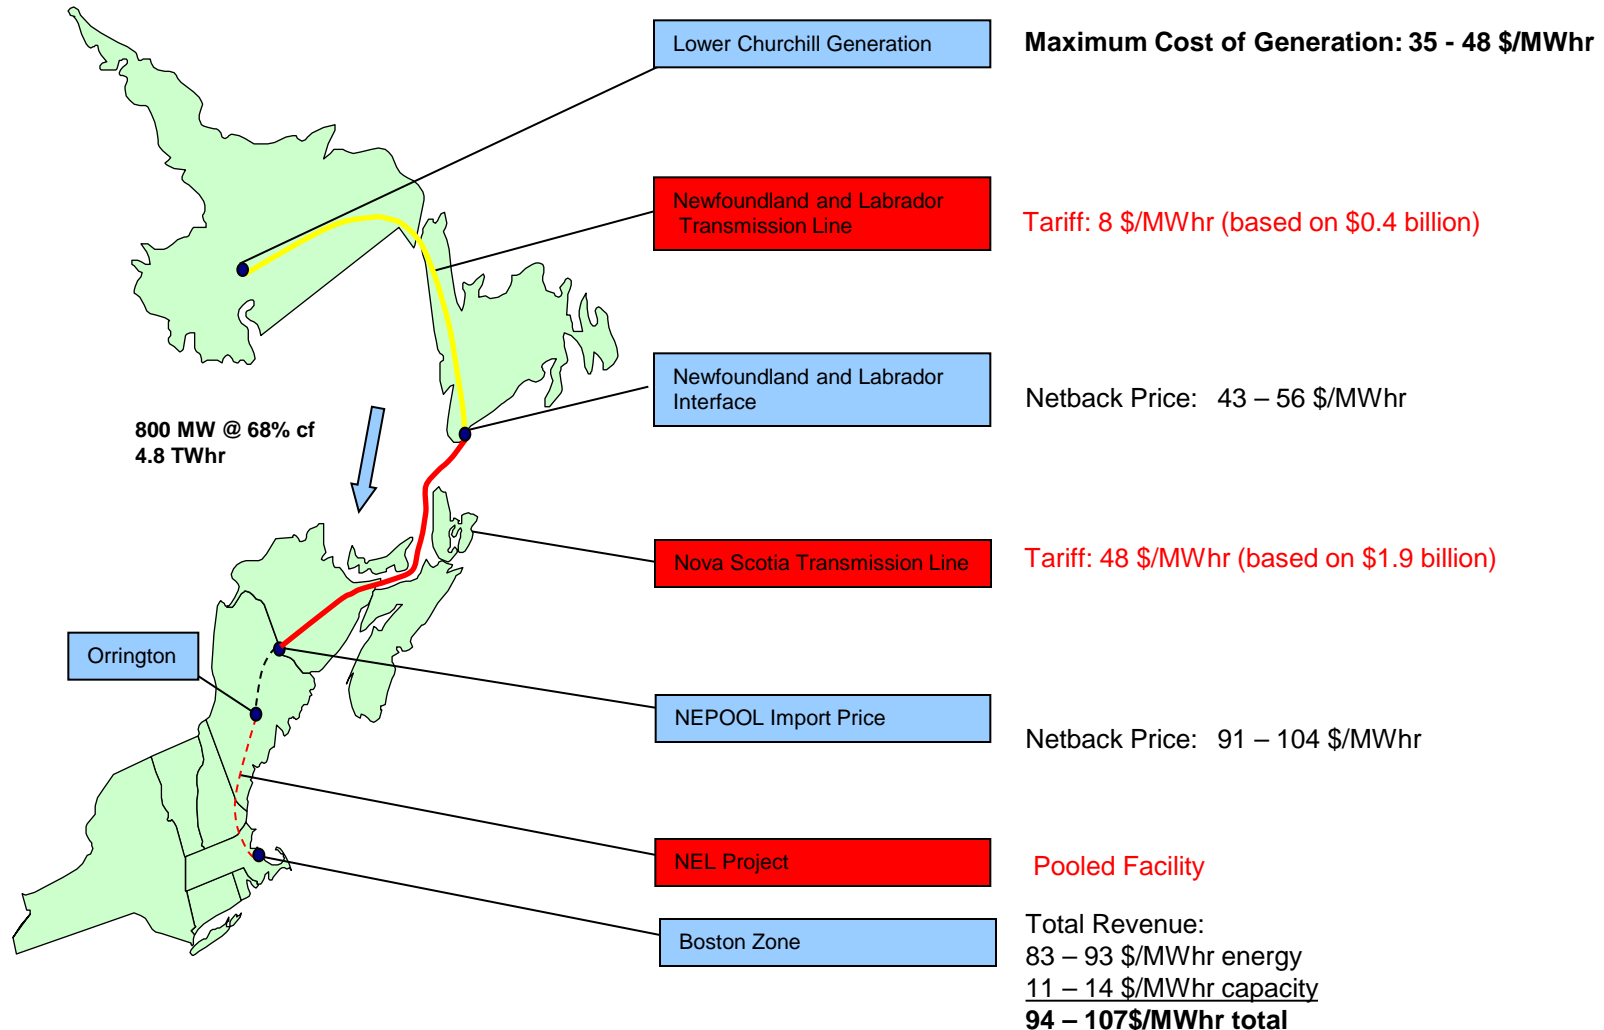 Lower Churchill Generation
Maximum Cost of Generation: 35 - 48 $/MWhr
Newfoundland and Labrador
Transmission Line
Tariff: 8 $/MWhr (based on $0.4 billion)
Newfoundland and Labrador
Interface
Netback Price: 43 – 56 $/MWhr
800 MW @ 68% cf
4.8 TWhr
Nova Scotia Transmission Line
Tariff: 48 $/MWhr (based on $1.9 billion)
Orrington
NEPOOL Import Price
Netback Price: 91 – 104 $/MWhr
NEL Project
Pooled Facility
Boston Zone
Total Revenue:
83 – 93 $/MWhr energy
11 – 14 $/MWhr capacity
94 – 107$/MWhr total